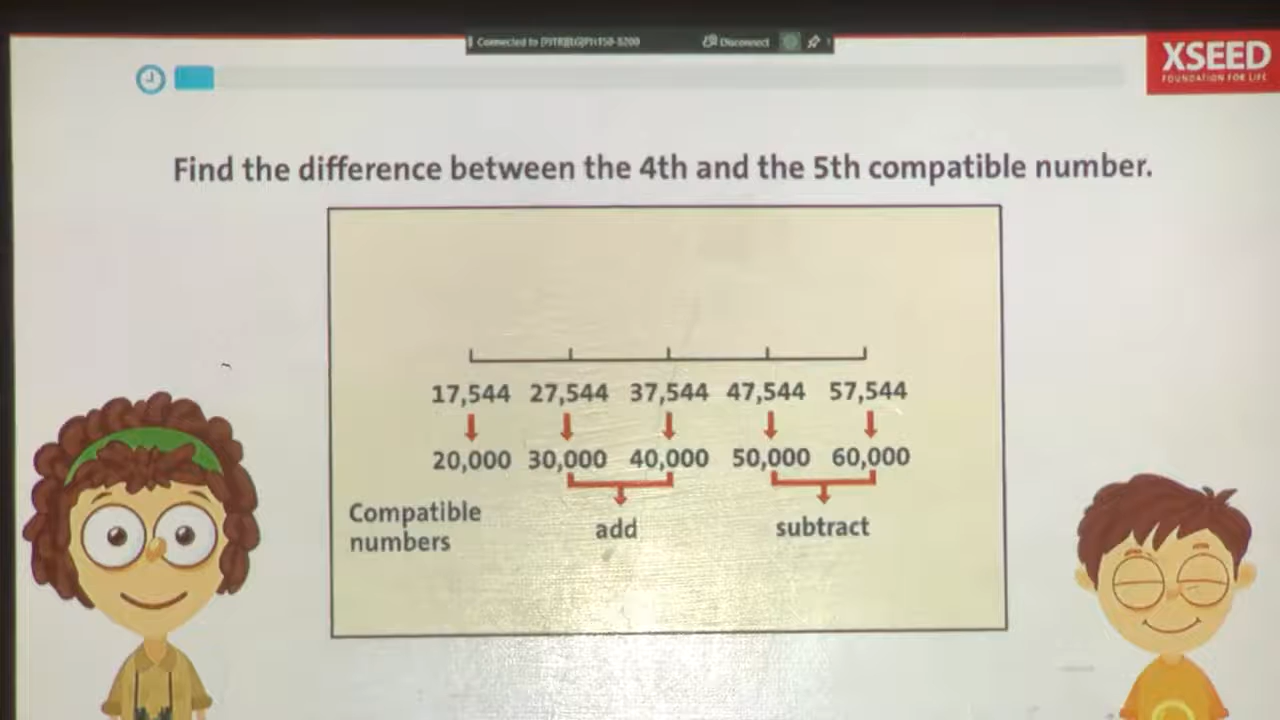 Disconnect
XSEED
FOUNDATION FOR LIFE
Find the difference between the 4th and the 5th compatible number.
17,544 27,544 37,544 47,544 57,544
20,000 30,000 40,000 50,000 60,000
Compatible
numbers
add
subtract